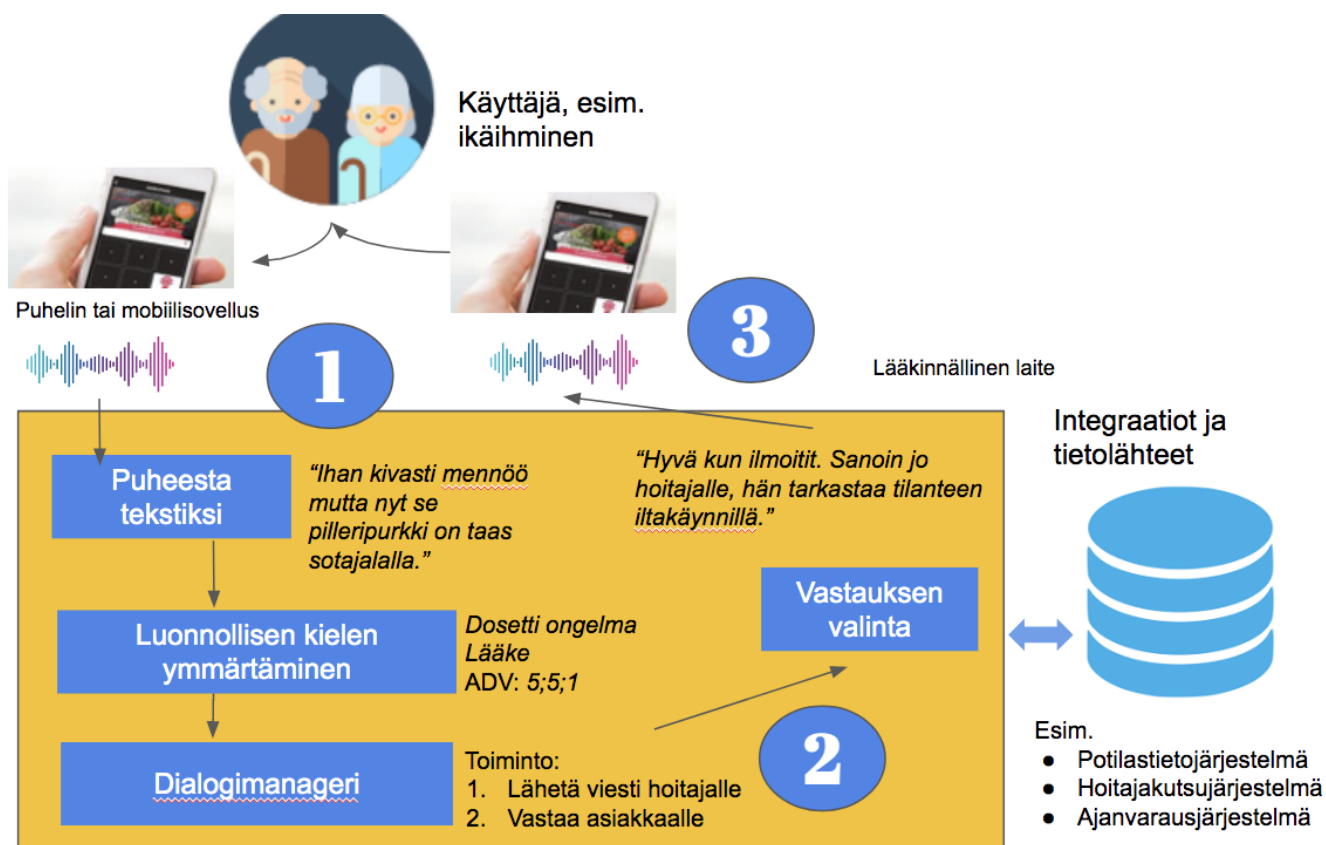 Käyttäjä, esim.
ikäihminen
Puhelin tai mobiilisovellus
1
3
Lääkinnällinen laite
Puheesta
tekstiksi
“Ihan kivasti mennöö
mutta nyt se
pilleripurkki on taas
sotajalalla.”
“Hyvä kun ilmoitit. Sanoin jo
hoitajalle, hän tarkastaa tilanteen
iltakäynnillä.”
Integraatiot ja
tietolähteet
Luonnollisen kielen
ymmärtäminen
Dosetti ongelma
Lääke
ADV: 5;5;1
Vastauksen
valinta
Dialogimanageri
Toiminto:
1. Lähetä viesti hoitajalle
2. Vastaa asiakkaalle
2
Esim.
● Potilastietojärjestelmä
● Hoitajakutsujärjestelmä
● Ajanvarausjärjestelmä